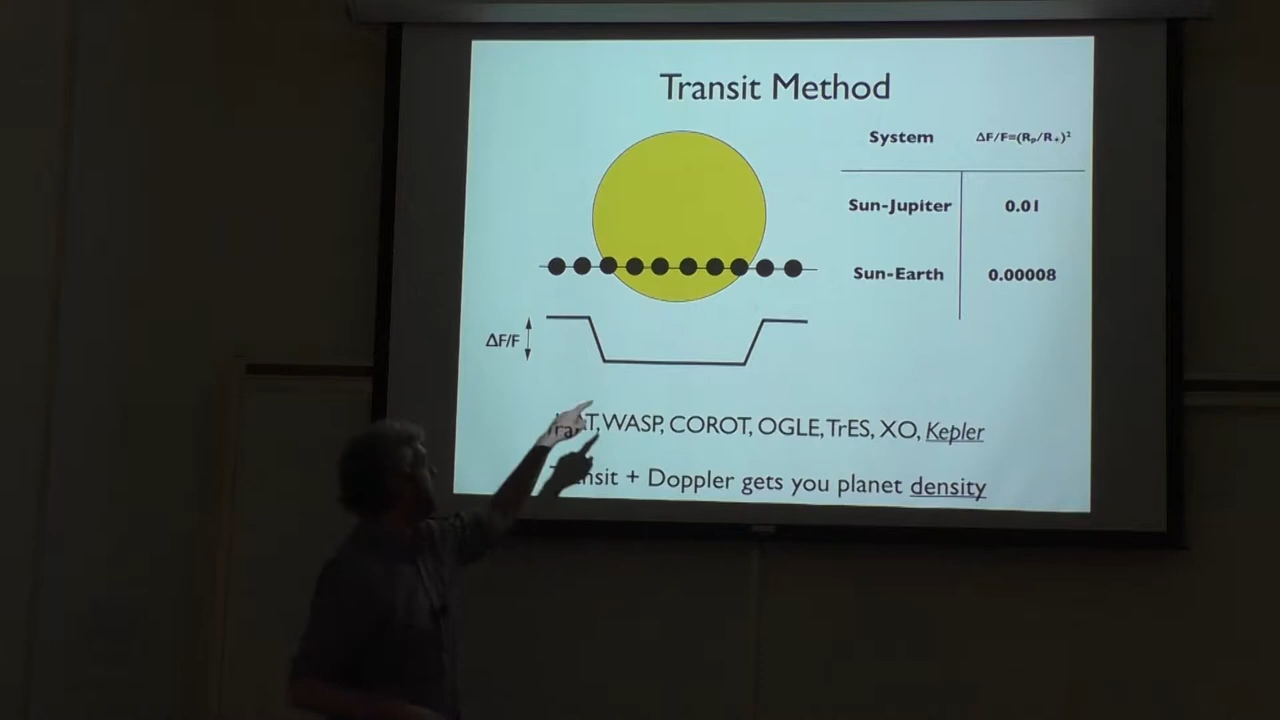 Transit Method
System ΔF/F=(Rₚ/R⋆)²
Sun-Jupiter 0.01
Sun-Earth 0.00008
ΔF/F
WASP, COROT, OGLE, TrES, XO, Kepler
+ Doppler gets you planet density